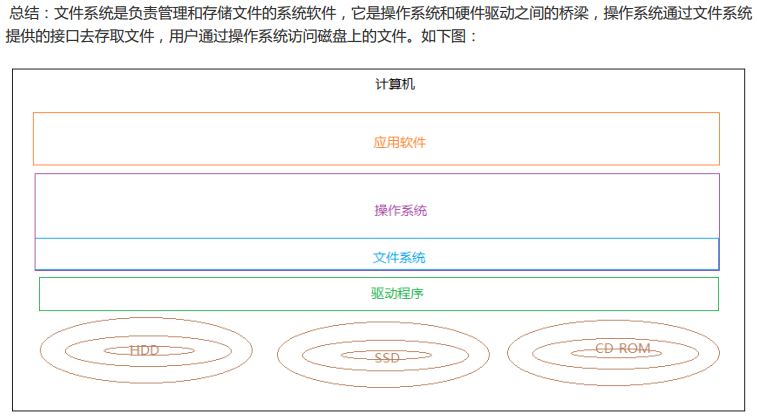 总结：文件系统是负责管理和存储文件的系统软件，它是操作系统和硬件驱动之间的桥梁，操作系统通过文件系统
提供的接口去存取文件，用户通过操作系统访问磁盘上的文件。如下图：
计算机
应用软件
操作系统
文件系统
驱动程序
HDD
SSD
CD ROM